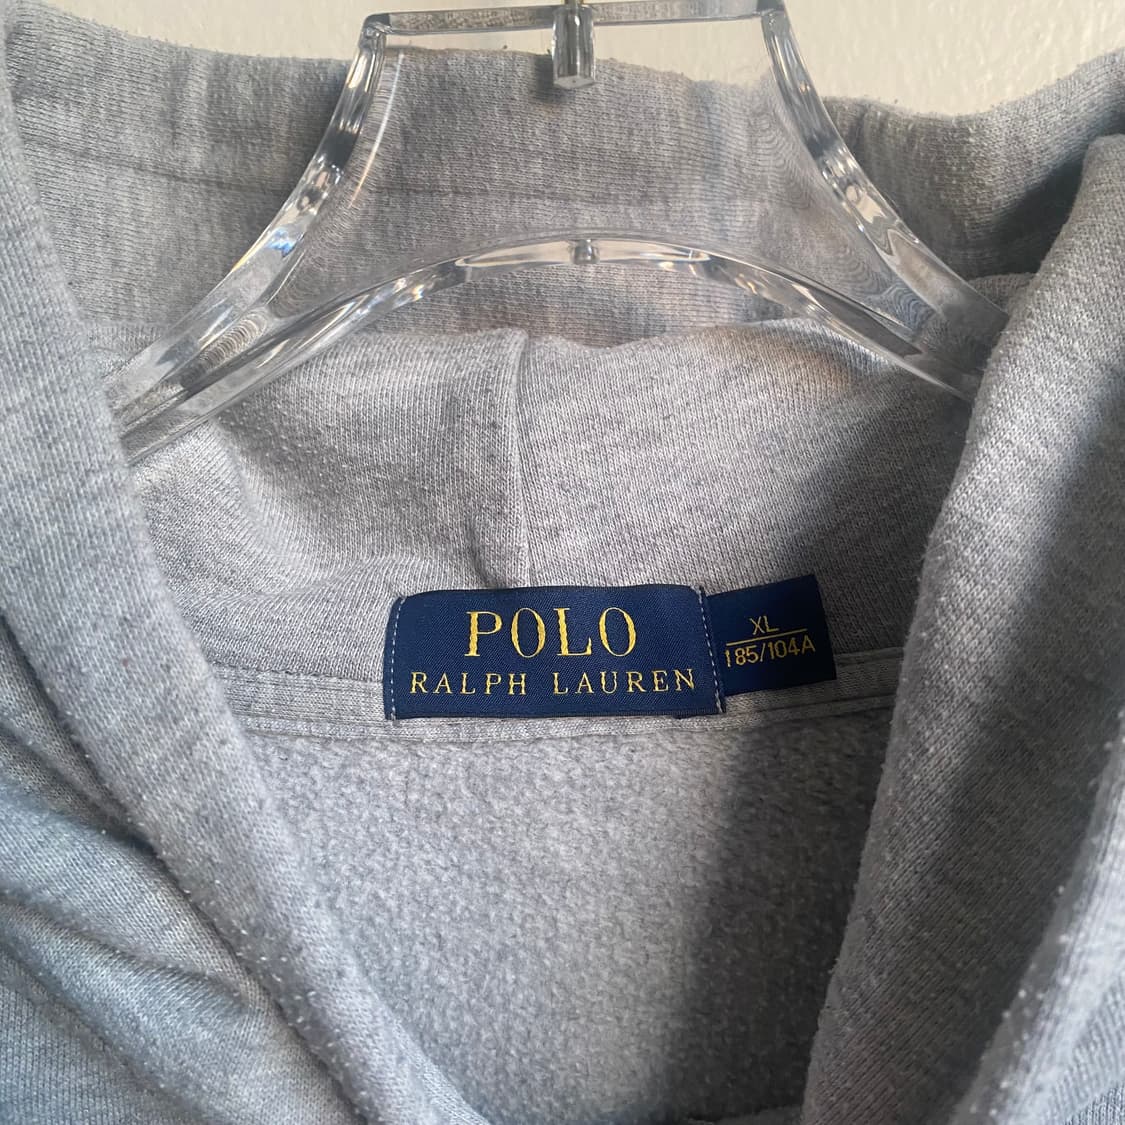 POLO
RALPH LAUREN
XL
185/104A